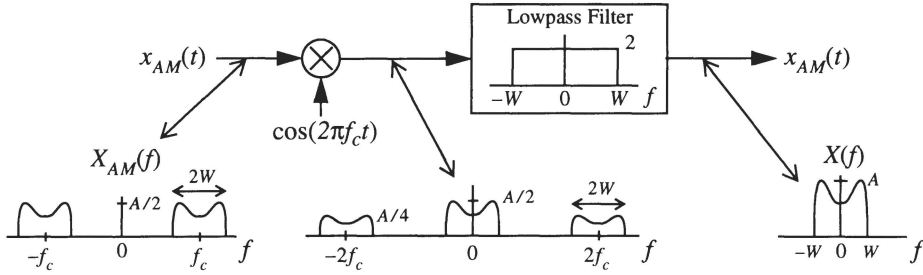 Lowpass Filter
2
−W 0 W f
x_AM(t)
x_AM(t)
cos(2πf_ct)
X_AM(f)
2W
A/2
−f_c 0 f_c f
A/4
A/2
2W
−2f_c 0 2f_c f
X(f)
A
−W 0 W f